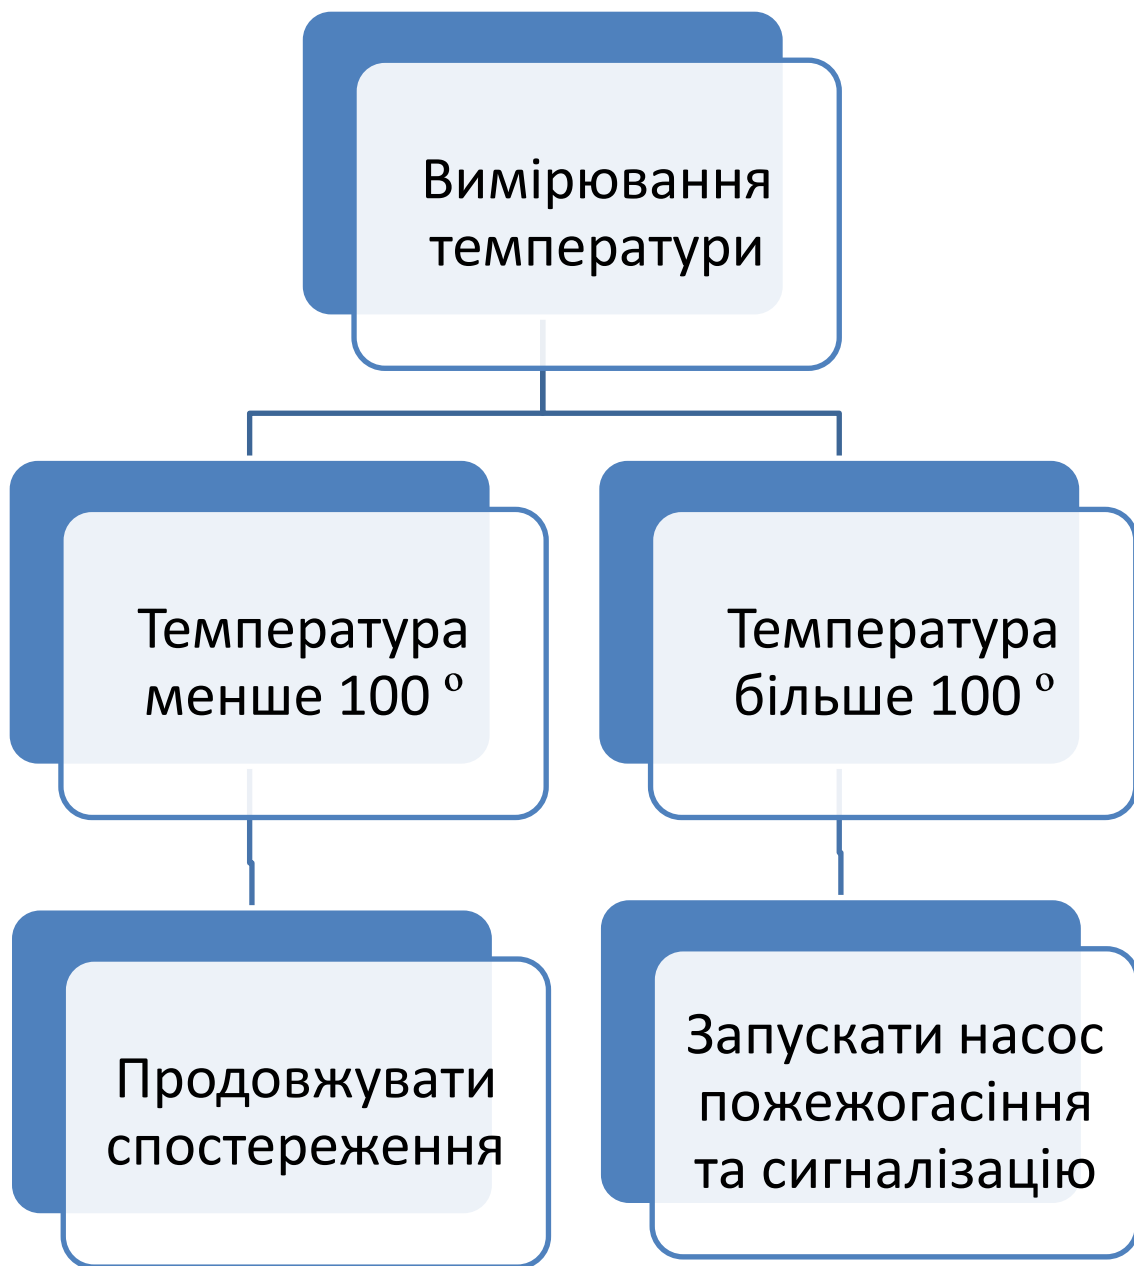 Вимірювання
температури
Температура
менше 100 º
Температура
більше 100 º
Продовжувати
спостереження
Запускати насос
пожежогасіння
та сигналізацію